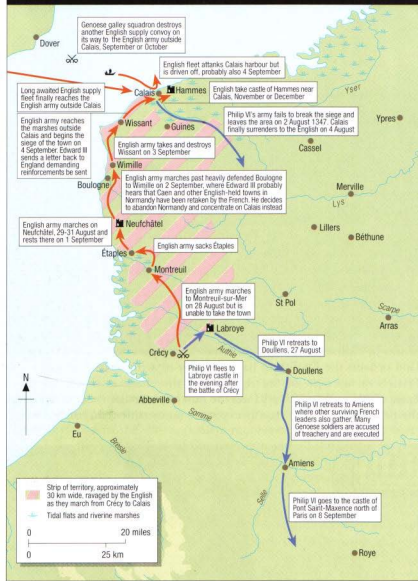 Genoese galley squadron destroys
another English supply convoy on
its way to the English army outside
Calais, September or October
Dover
English fleet attanks Calais harbour but
is driven off, probably also 4 September
Long awaited English supply
fleet finally reaches the
English army outside Calais
Calais
Hammes
English take castle of Hammes near
Calais, November or December
Yser
English army reaches
the marshes outside
Calais and begins the
siege of the town on
4 September. Edward III
sends a letter back to
England demanding
reinforcements be sent
Wissant
Guines
Philip VI's army fails to break the siege and
leaves the area on 2 August 1347. Calais
finally surrenders to the English on 4 August
Ypres
Cassel
English army takes and destroys
Wissant on 3 September
Wimille
Boulogne
English army marches past heavily defended Boulogne
to Wimille on 2 September, where Edward III probably
hears that Caen and other English-held towns in
Normandy have been retaken by the French. He decides
to abandon Normandy and concentrate on Calais instead
Merville
Lys
English army marches on
Neufchâtel, 29-31 August and
rests there on 1 September
Neufchâtel
Lillers
Béthune
English army sacks Étaples
Étaples
Montreuil
English army marches
to Montreuil-sur-Mer
on 28 August but is
unable to take the town
St Pol
Scarpe
Arras
Labroye
Authie
Philip VI retreats to
Doullens, 27 August
Crécy
Philip VI flees to
Labroye castle in
the evening after
the battle of Crécy
Doullens
N
Abbeville
Somme
Philip VI retreats to Amiens
where other surviving French
leaders also gather. Many
Genoese soldiers are accused
of treachery and are executed
Eu
Bresle
Amiens
Selle
Strip of territory, approximately
30 km wide, ravaged by the English
as they march from Crécy to Calais
Tidal flats and riverine marshes
Philip VI goes to the castle of
Pont Saint-Maxence north of
Paris on 8 September
0 20 miles
0 25 km
Roye